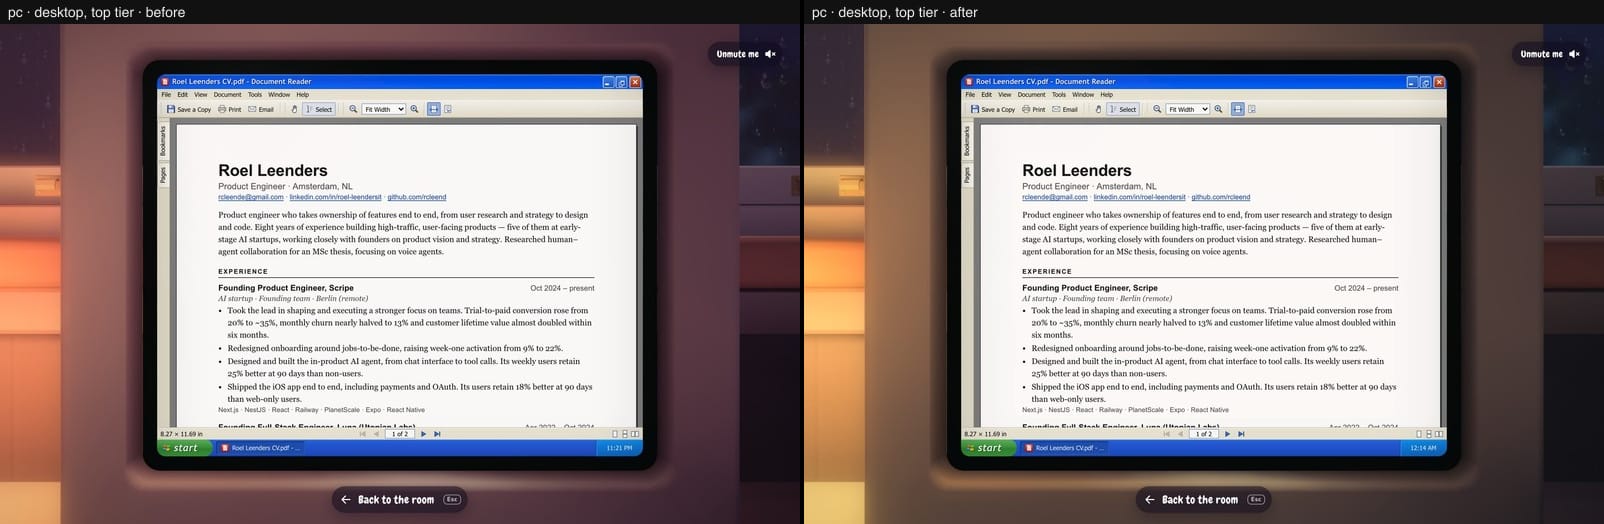 pc · desktop, top tier · before
Unmute me
Roel Leenders CV.pdf - Document Reader
File Edit View Document Tools Window Help
Save a Copy Print Email Select Fit Width
Bookmarks
Pages
Roel Leenders
Product Engineer · Amsterdam, NL
rcleende@gmail.com · linkedin.com/in/roel-leendersit · github.com/rcleend
Product engineer who takes ownership of features end to end, from user research and strategy to design
and code. Eight years of experience building high-traffic, user-facing products — five of them at early-
stage AI startups, working closely with founders on product vision and strategy. Researched human–
agent collaboration for an MSc thesis, focusing on voice agents.
EXPERIENCE
Founding Product Engineer, Scripe Oct 2024 – present
AI startup · Founding team · Berlin (remote)
• Took the lead in shaping and executing a stronger focus on teams. Trial-to-paid conversion rose from
20% to ~35%, monthly churn nearly halved to 13% and customer lifetime value almost doubled within
six months.
• Redesigned onboarding around jobs-to-be-done, raising week-one activation from 9% to 22%.
• Designed and built the in-product AI agent, from chat interface to tool calls. Its weekly users retain
25% better at 90 days than non-users.
• Shipped the iOS app end to end, including payments and OAuth. Its users retain 18% better at 90 days
than web-only users.
Next.js · NestJS · React · Railway · PlanetScale · Expo · React Native
8.27 × 11.69 in 1 of 2
start Roel Leenders CV.pdf - ... 11:21 PM
Back to the room Esc
pc · desktop, top tier · after
Unmute me
Roel Leenders CV.pdf - Document Reader
File Edit View Document Tools Window Help
Save a Copy Print Email Select Fit Width
Bookmarks
Pages
Roel Leenders
Product Engineer · Amsterdam, NL
rcleende@gmail.com · linkedin.com/in/roel-leendersit · github.com/rcleend
Product engineer who takes ownership of features end to end, from user research and strategy to design
and code. Eight years of experience building high-traffic, user-facing products — five of them at early-
stage AI startups, working closely with founders on product vision and strategy. Researched human–
agent collaboration for an MSc thesis, focusing on voice agents.
EXPERIENCE
Founding Product Engineer, Scripe Oct 2024 – present
AI startup · Founding team · Berlin (remote)
• Took the lead in shaping and executing a stronger focus on teams. Trial-to-paid conversion rose from
20% to ~35%, monthly churn nearly halved to 13% and customer lifetime value almost doubled within
six months.
• Redesigned onboarding around jobs-to-be-done, raising week-one activation from 9% to 22%.
• Designed and built the in-product AI agent, from chat interface to tool calls. Its weekly users retain
25% better at 90 days than non-users.
• Shipped the iOS app end to end, including payments and OAuth. Its users retain 18% better at 90 days
than web-only users.
Next.js · NestJS · React · Railway · PlanetScale · Expo · React Native
8.27 × 11.69 in 1 of 2
start Roel Leenders CV.pdf - ... 12:14 AM
Back to the room Esc